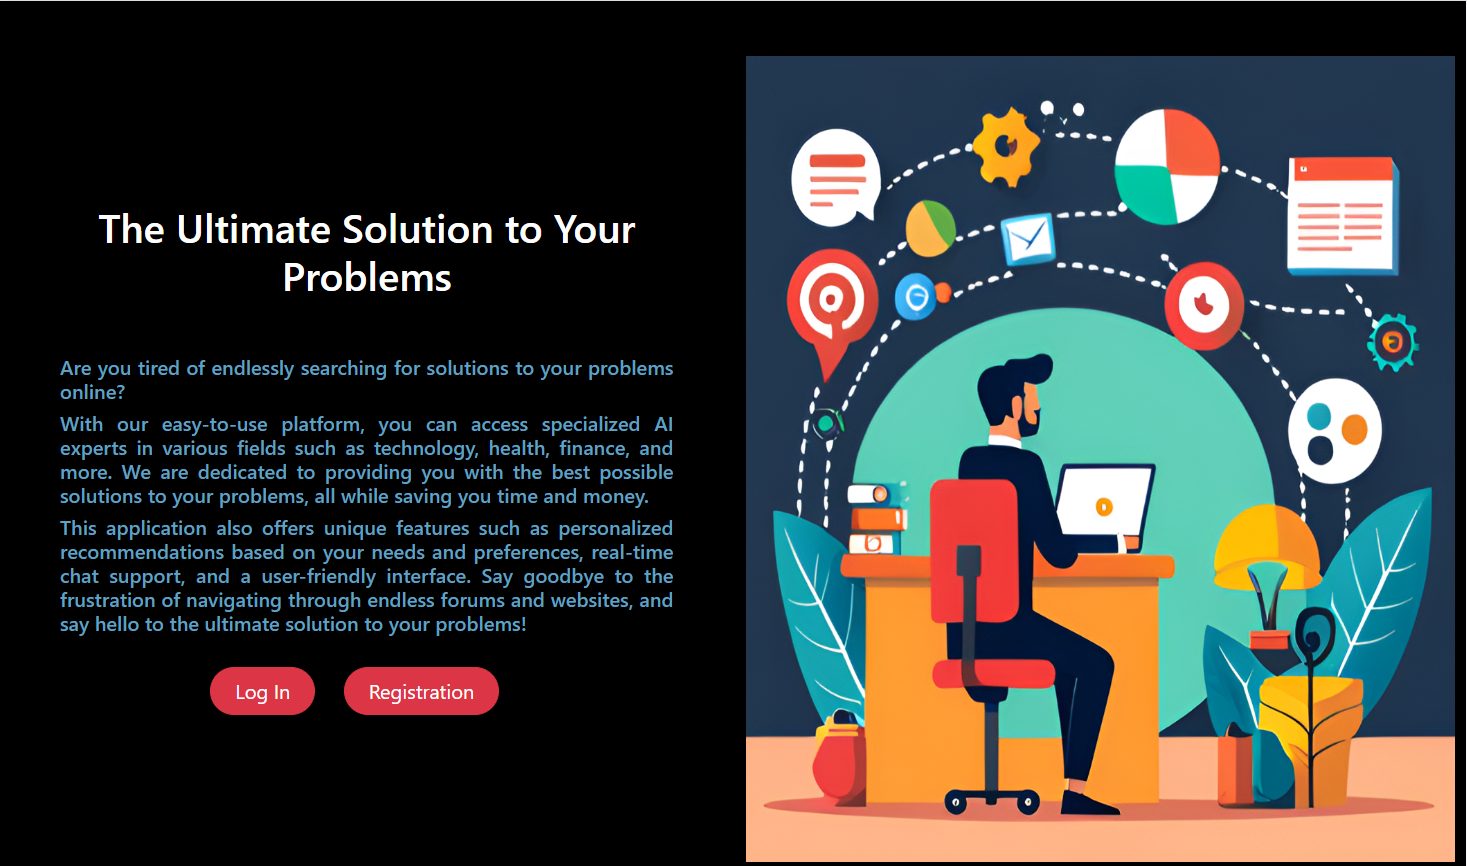 The Ultimate Solution to Your
Problems
Are you tired of endlessly searching for solutions to your problems
online?
With our easy-to-use platform, you can access specialized AI
experts in various fields such as technology, health, finance, and
more. We are dedicated to providing you with the best possible
solutions to your problems, all while saving you time and money.
This application also offers unique features such as personalized
recommendations based on your needs and preferences, real-time
chat support, and a user-friendly interface. Say goodbye to the
frustration of navigating through endless forums and websites, and
say hello to the ultimate solution to your problems!
Log In
Registration